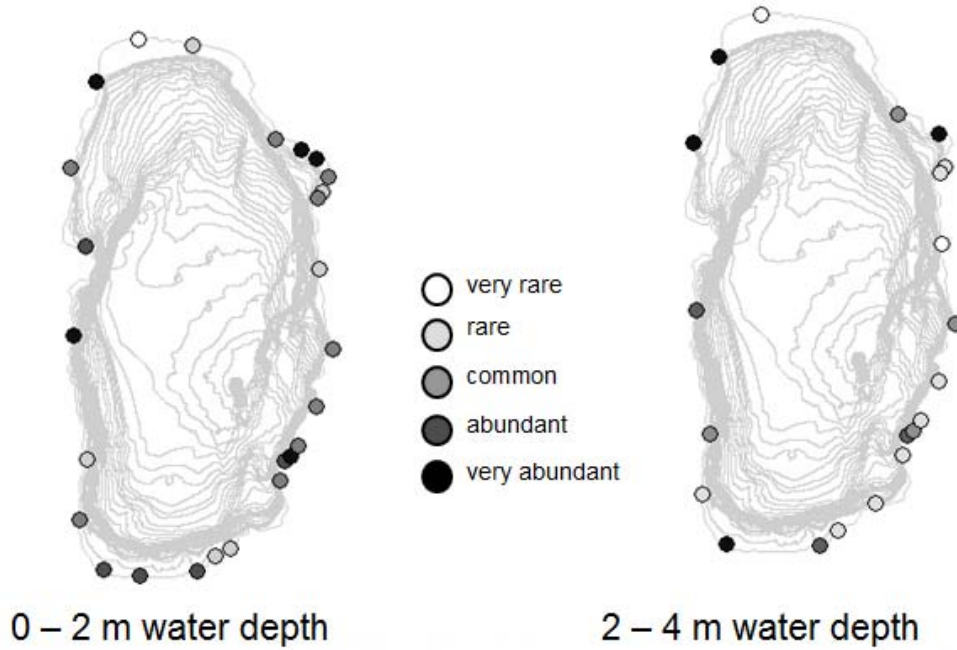 very rare
rare
common
abundant
very abundant
0 – 2 m water depth
2 – 4 m water depth